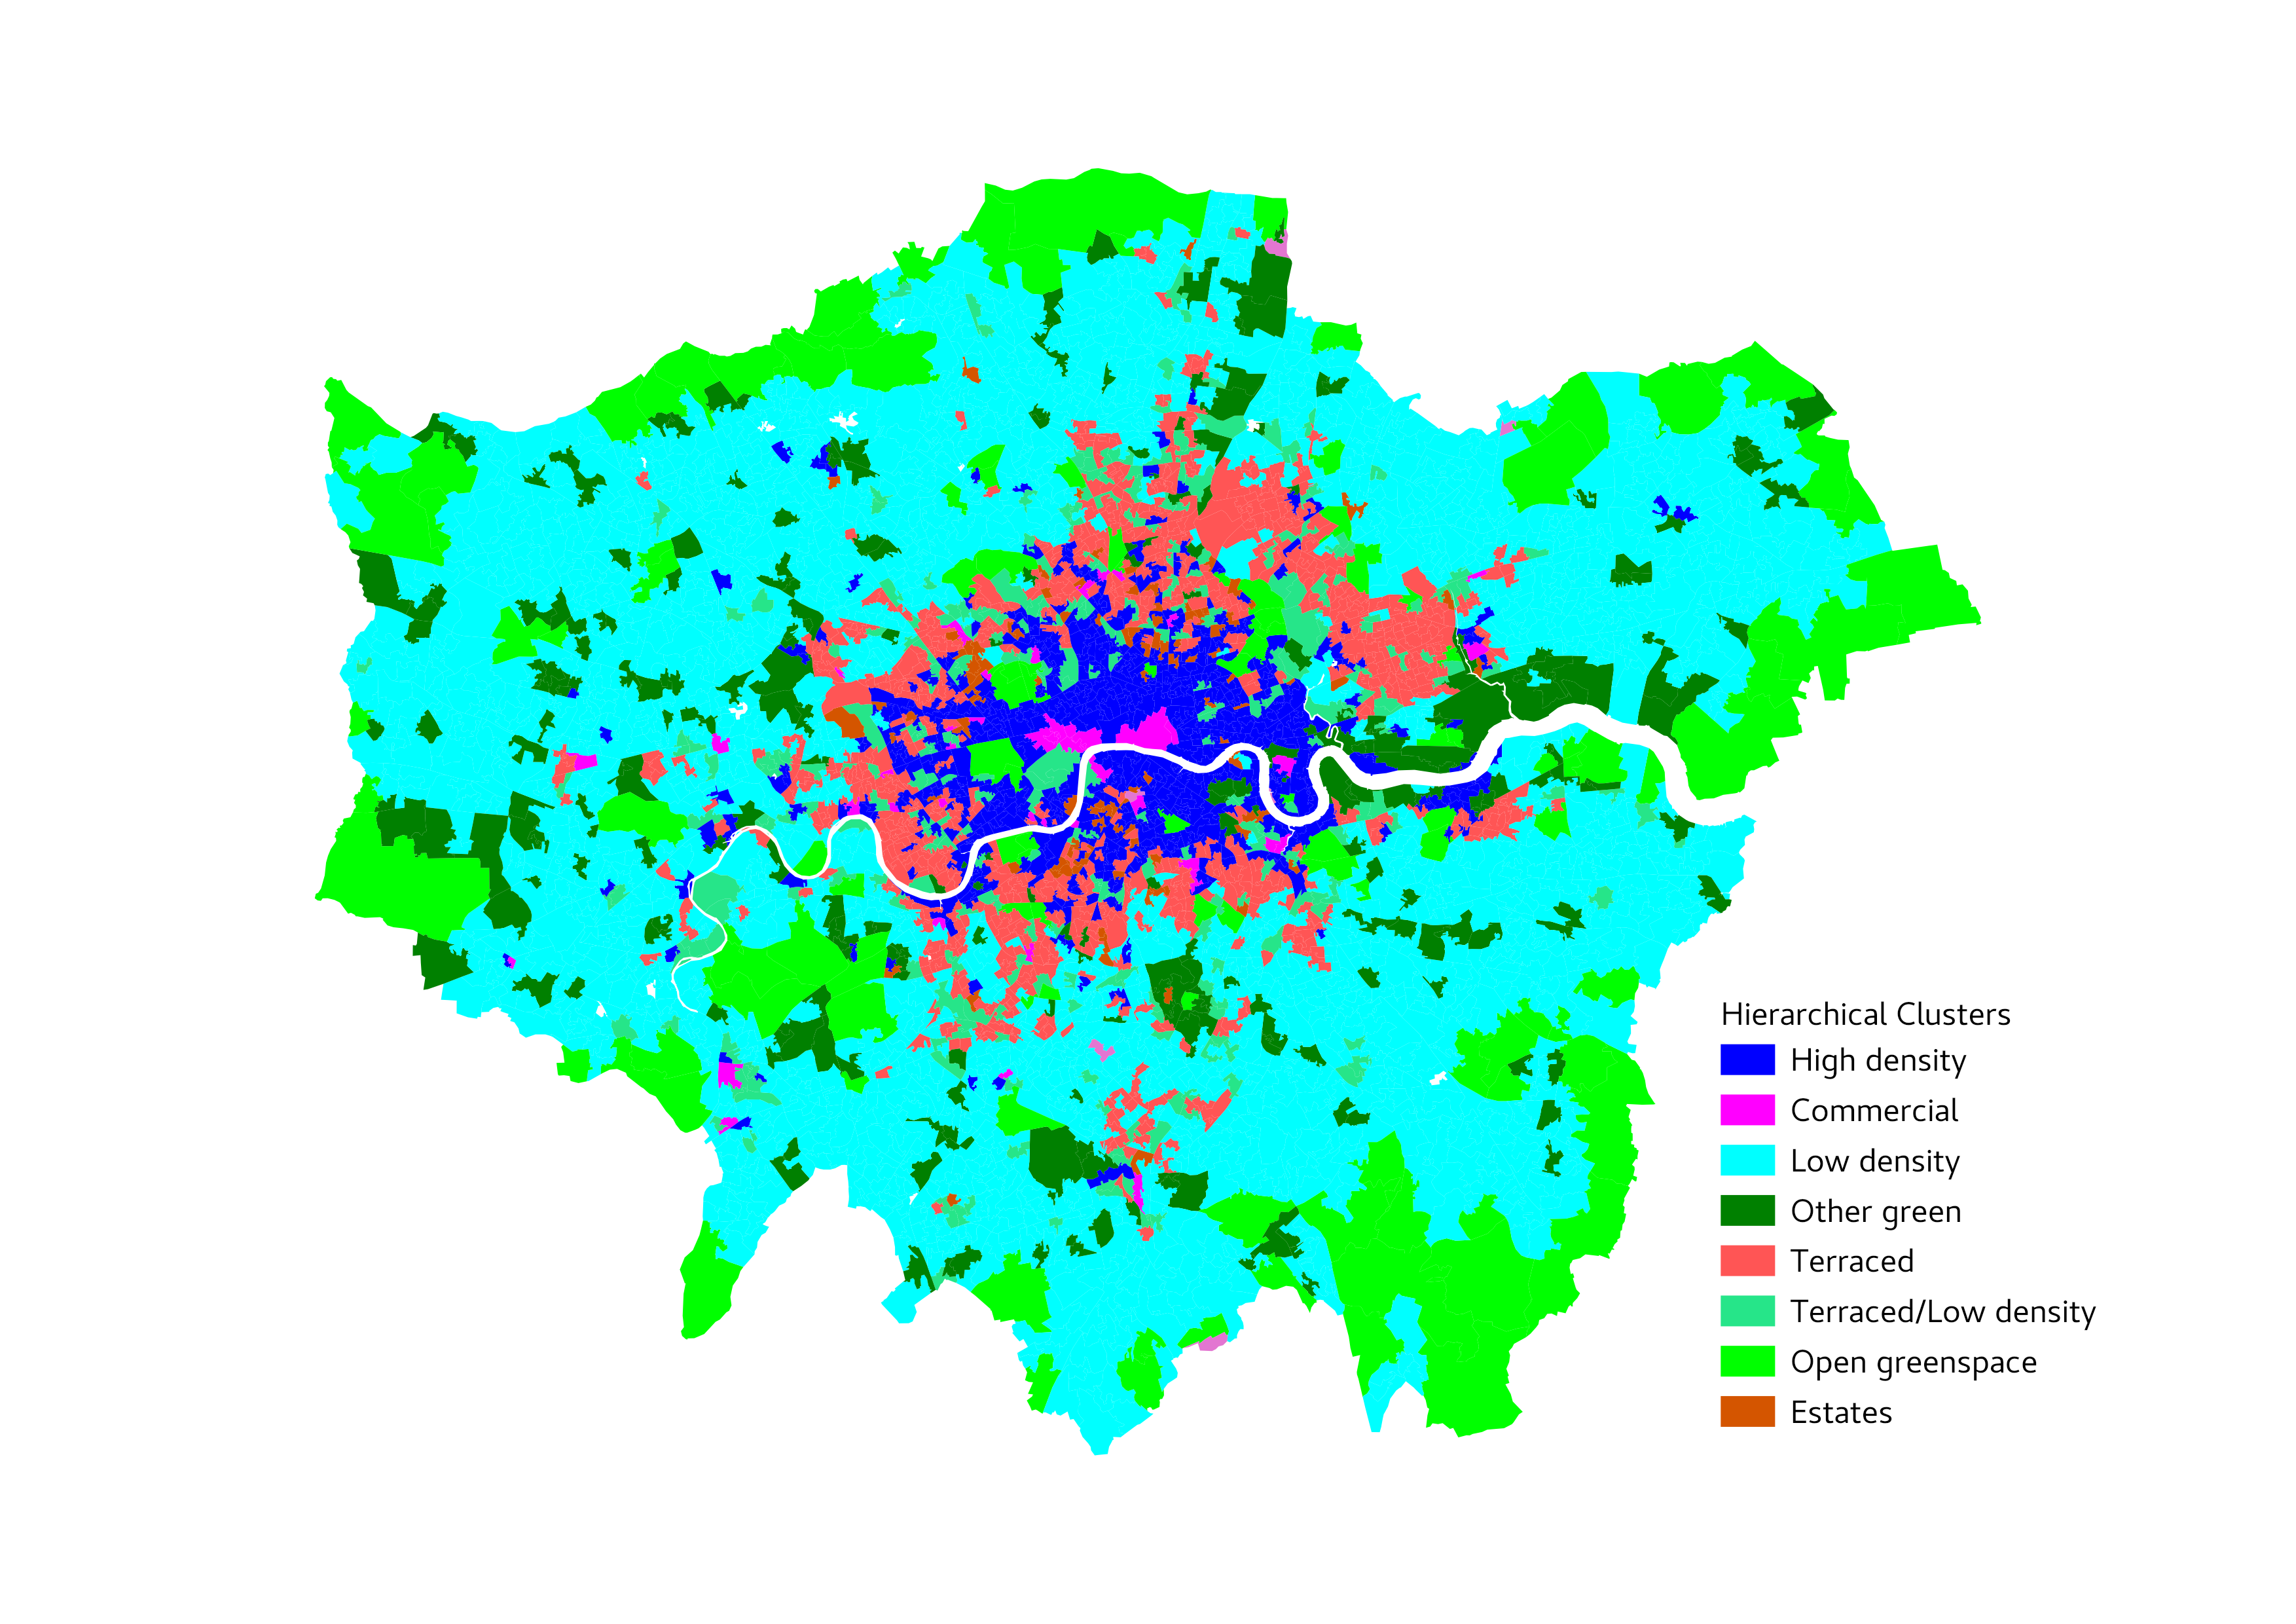 Hierarchical Clusters
High density
Commercial
Low density
Other green
Terraced
Terraced/Low density
Open greenspace
Estates